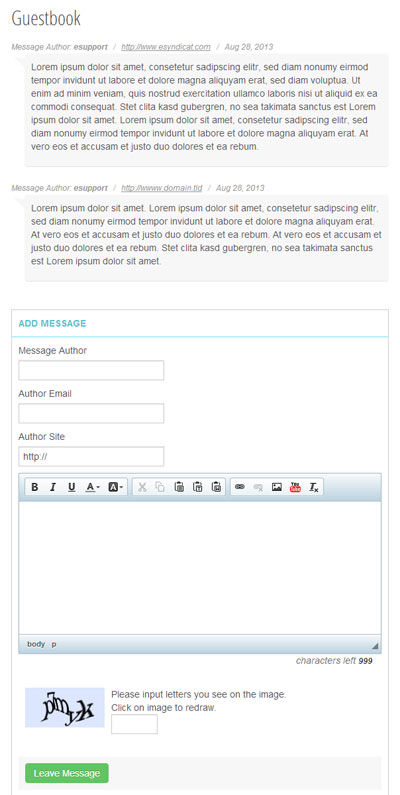 Guestbook
Message Author: esupport / http://www.esyndicat.com / Aug 28, 2013
Lorem ipsum dolor sit amet, consetetur sadipscing elitr, sed diam nonumy eirmod
tempor invidunt ut labore et dolore magna aliquyam erat, sed diam voluptua. Ut
enim ad minim veniam, quis nostrud exercitation ullamco laboris nisi ut aliquid ex ea
commodi consequat. Stet clita kasd gubergren, no sea takimata sanctus est Lorem
ipsum dolor sit amet. Lorem ipsum dolor sit amet, consetetur sadipscing elitr, sed
diam nonumy eirmod tempor invidunt ut labore et dolore magna aliquyam erat. At
vero eos et accusam et justo duo dolores et ea rebum.
Message Author: esupport / http://wwww.domain.tld / Aug 28, 2013
Lorem ipsum dolor sit amet. Lorem ipsum dolor sit amet, consetetur sadipscing elitr,
sed diam nonumy eirmod tempor invidunt ut labore et dolore magna aliquyam erat.
At vero eos et accusam et justo duo dolores et ea rebum. At vero eos et accusam et
justo duo dolores et ea rebum. Stet clita kasd gubergren, no sea takimata sanctus
est Lorem ipsum dolor sit amet.
ADD MESSAGE
Message Author
Author Email
Author Site
http://
B I U A A
body p
characters left 999
Please input letters you see on the image.
Click on image to redraw.
Leave Message